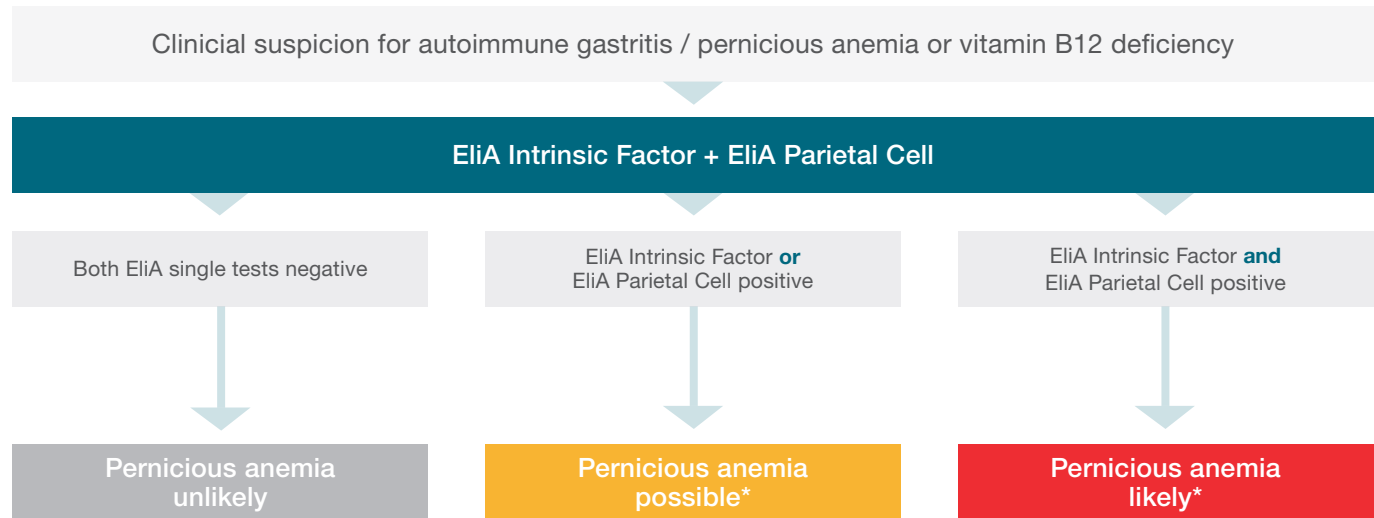 Clinicial suspicion for autoimmune gastritis / pernicious anemia or vitamin B12 deficiency
EliA Intrinsic Factor + EliA Parietal Cell
Both EliA single tests negative
EliA Intrinsic Factor or
EliA Parietal Cell positive
EliA Intrinsic Factor and
EliA Parietal Cell positive
Pernicious anemia
unlikely
Pernicious anemia
possible*
Pernicious anemia
likely*